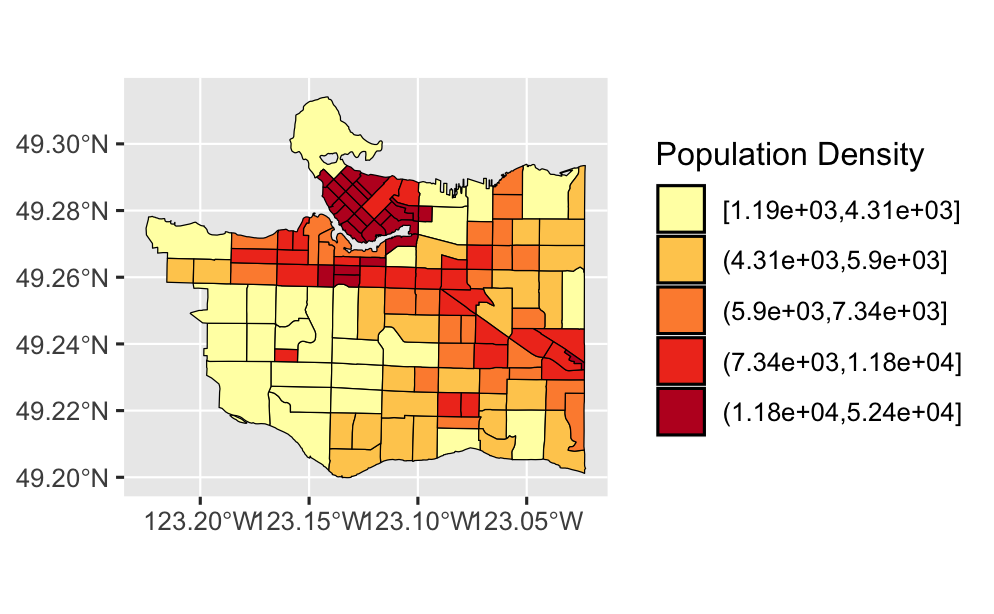 Population Density
[1.19e+03,4.31e+03]
(4.31e+03,5.9e+03]
(5.9e+03,7.34e+03]
(7.34e+03,1.18e+04]
(1.18e+04,5.24e+04]
49.30°N
49.28°N
49.26°N
49.24°N
49.22°N
49.20°N
123.20°W 123.15°W 123.10°W 123.05°W